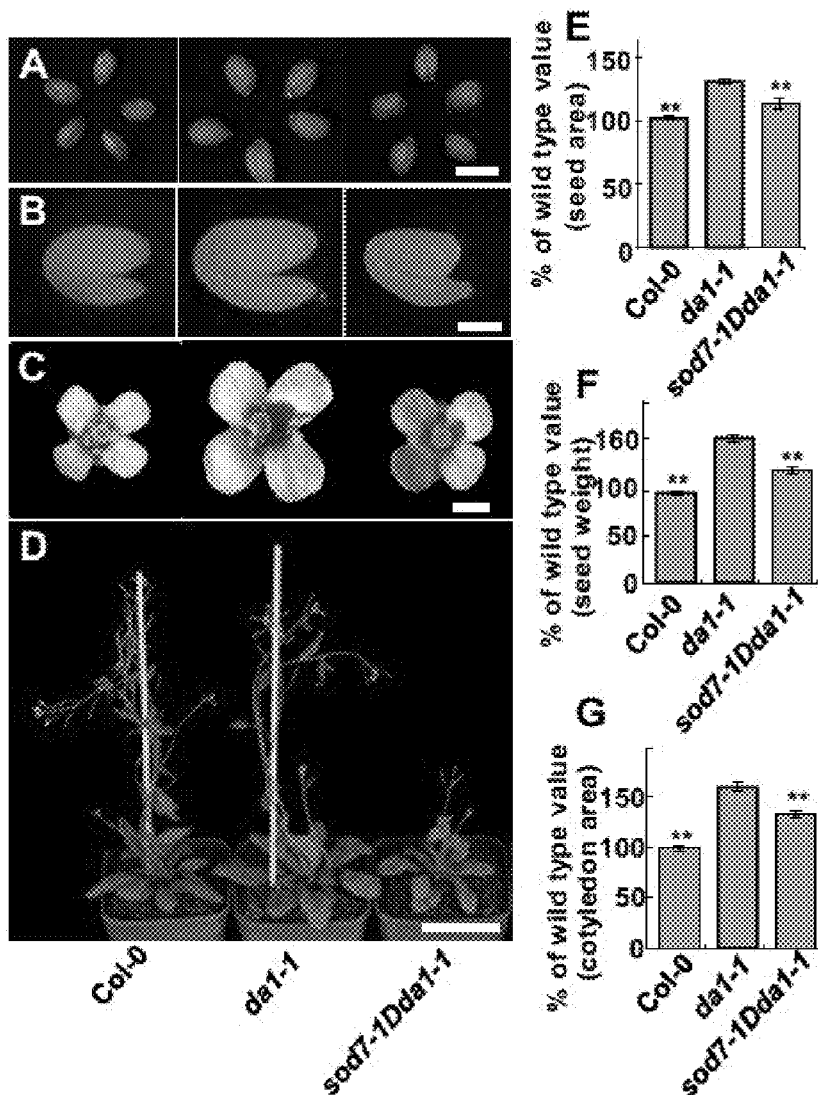 A
B
C
D
Col-0
da1-1
sod7-1Dda1-1
E
% of wild type value
(seed area)
150
100
50
0
Col-0
**
da1-1
sod7-1Dda1-1
**
F
% of wild type value
(seed weight)
160
100
50
0
Col-0
**
da1-1
sod7-1Dda1-1
**
G
% of wild type value
(cotyledon area)
150
100
50
0
Col-0
**
da1-1
sod7-1Dda1-1
**